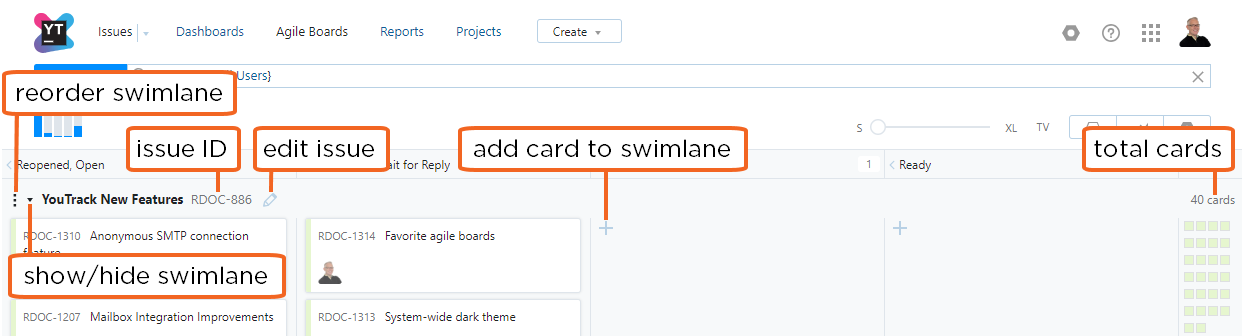 YT Issues Dashboards Agile Boards Reports Projects Create
Users}
reorder swimlane
S XL TV
issue ID edit issue add card to swimlane total cards
Reopened, Open ait for Reply 1 Ready
YouTrack New Features RDOC-886 40 cards
RDOC-1310 Anonymous SMTP connection
RDOC-1314 Favorite agile boards
show/hide swimlane
RDOC-1207 Mailbox Integration Improvements
RDOC-1313 System-wide dark theme